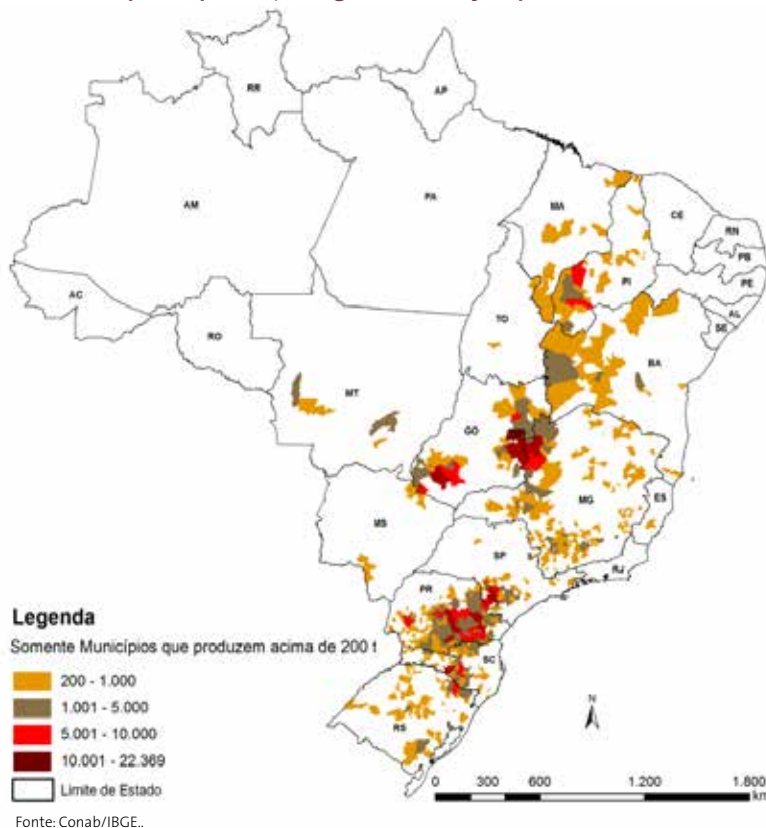 RR
AP
AM
PA
MA
CE
RN
PB
PE
AL
SE
PI
AC
TO
RO
BA
MT
GO
MG
ES
MS
SP
RJ
PR
SC
RS
Legenda
Somente Municípios que produzem acima de 200 t
200 - 1.000
1.001 - 5.000
5.001 - 10.000
10.001 - 22.369
Limite de Estado
N
0 300 600 1.200 1.800
km
Fonte: Conab/IBGE..